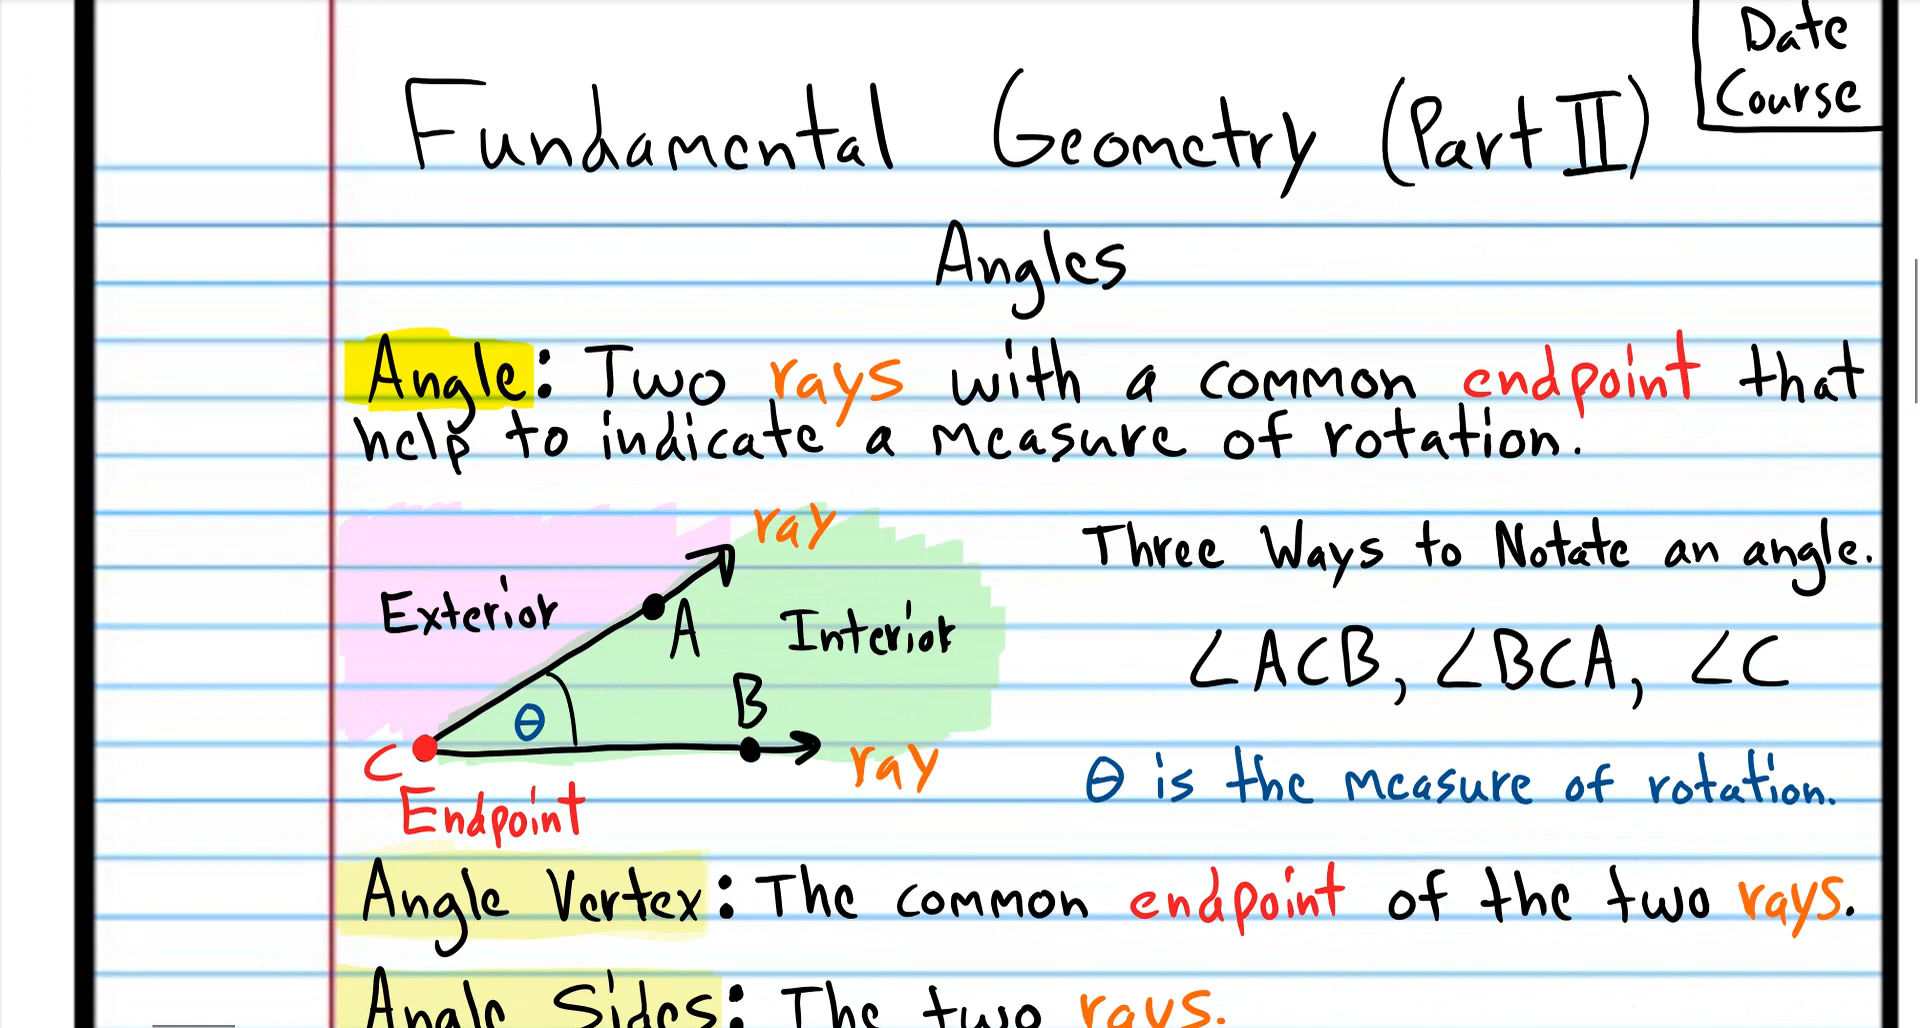 Date
Course
Fundamental Geometry (Part II)
Angles
Angle: Two rays with a common endpoint that
help to indicate a measure of rotation.
ray
Three Ways to Notate an angle.
Exterior
A
Interior
∠ACB, ∠BCA, ∠C
B
θ
C
ray
θ is the measure of rotation.
Endpoint
Angle Vertex: The common endpoint of the two rays.
Angle Sides: The two rays.